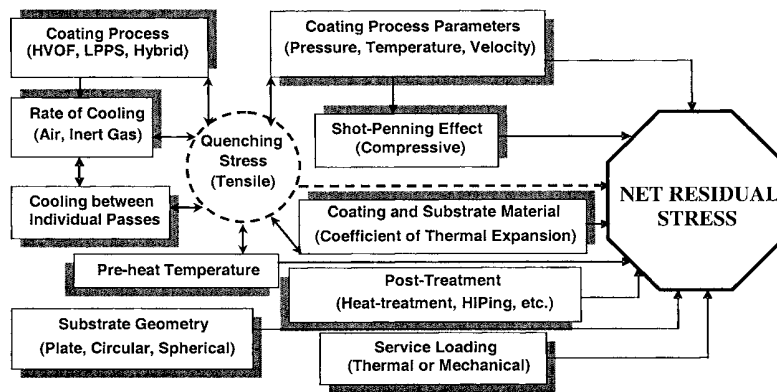 Coating Process
(HVOF, LPPS, Hybrid)
Coating Process Parameters
(Pressure, Temperature, Velocity)
Rate of Cooling
(Air, Inert Gas)
Quenching
Stress
(Tensile)
Shot-Penning Effect
(Compressive)
NET RESIDUAL
STRESS
Cooling between
Individual Passes
Coating and Substrate Material
(Coefficient of Thermal Expansion)
Pre-heat Temperature
Post-Treatment
(Heat-treatment, HIPing, etc.)
Substrate Geometry
(Plate, Circular, Spherical)
Service Loading
(Thermal or Mechanical)